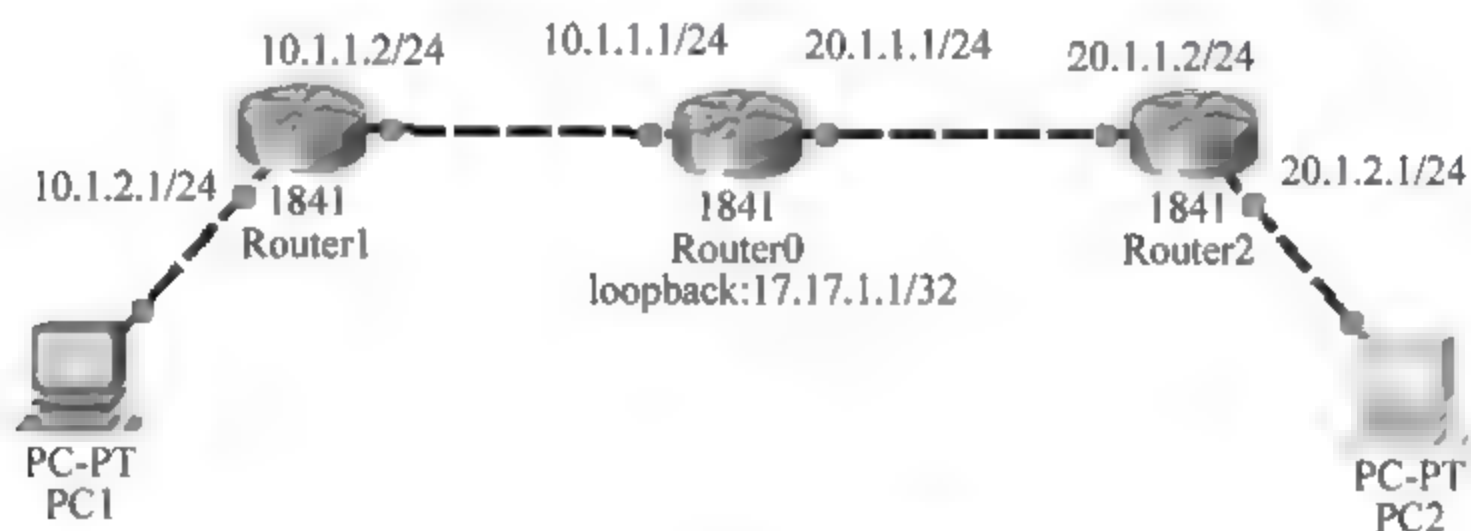 10.1.1.2/24
10.1.1.1/24
20.1.1.1/24
20.1.1.2/24
10.1.2.1/24
20.1.2.1/24
1841
Router1
1841
Router0
loopback:17.17.1.1/32
1841
Router2
PC-PT
PC1
PC-PT
PC2